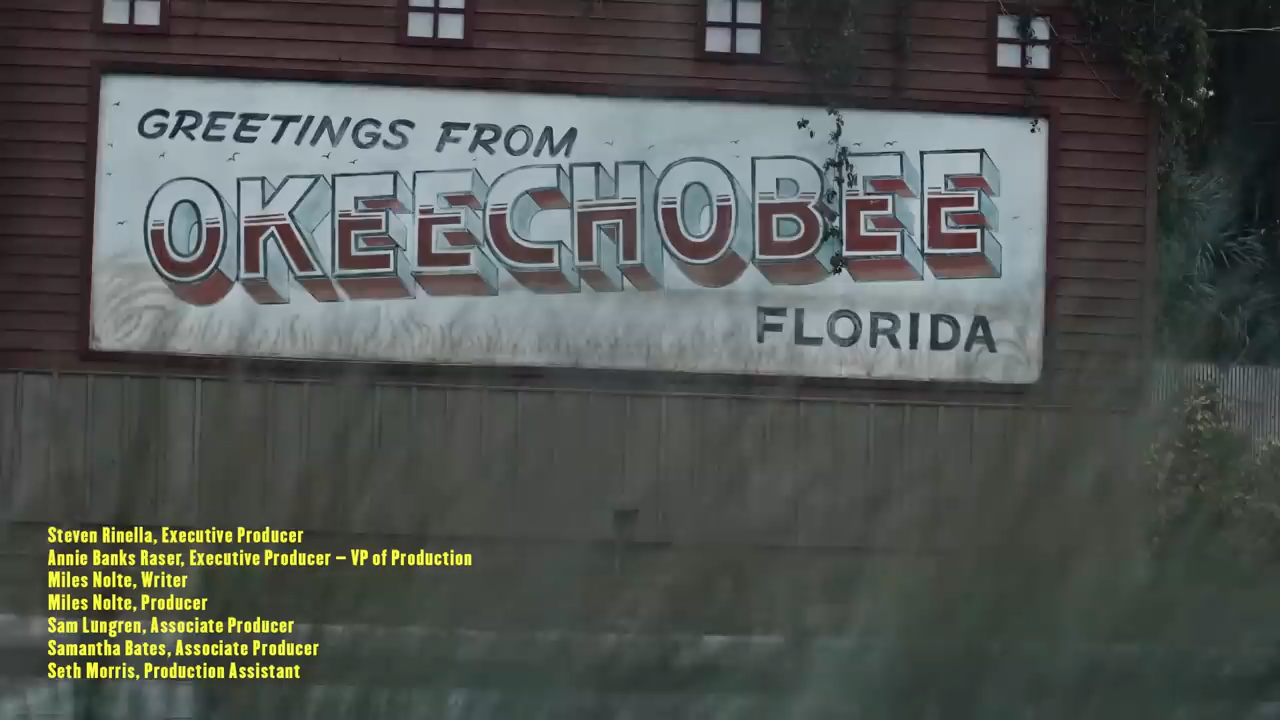 GREETINGS FROM
OKEECHOBEE
FLORIDA
Steven Rinella, Executive Producer
Annie Banks Raser, Executive Producer – VP of Production
Miles Nolte, Writer
Miles Nolte, Producer
Sam Lungren, Associate Producer
Samantha Bates, Associate Producer
Seth Morris, Production Assistant